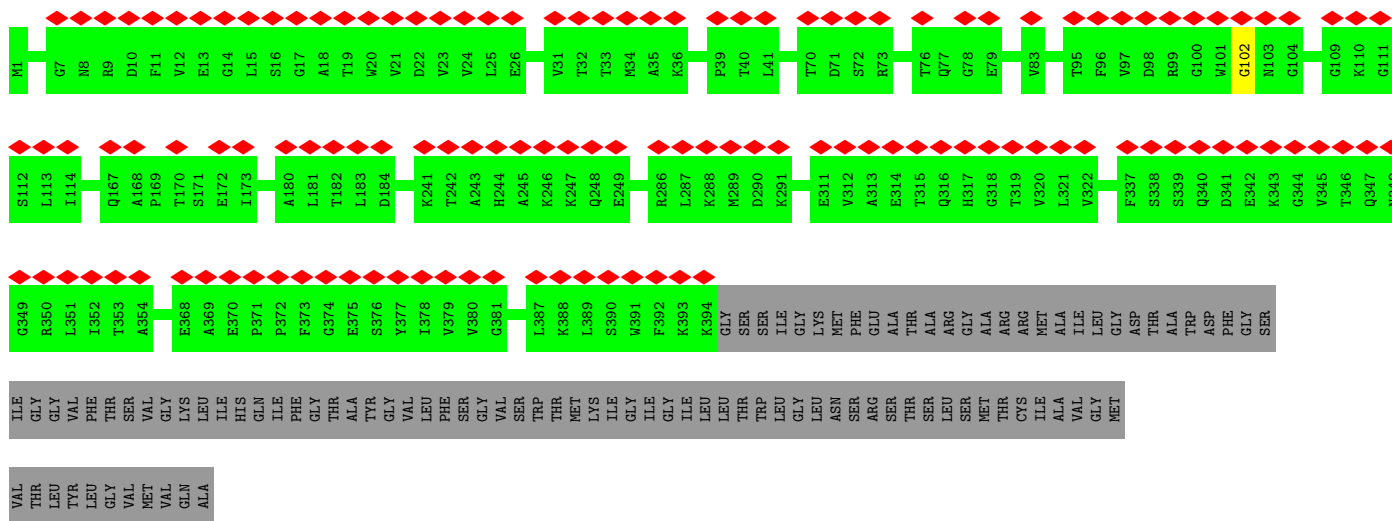 M1 G7 N8 R9 D10 F11 V12 E13 G14 L15 S16 G17 A18 T19 W20 V21 D22 V23 V24 L25 E26 V31 T32 T33 M34 A35 K36 P39 T40 L41 T70 D71 S72 R73 T76 Q77 G78 E79 V83 T95 F96 V97 D98 R99 G100 W101 G102 N103 G104 G109 K110 G111
S112 L113 I114 Q167 A168 P169 T170 S171 E172 I173 A180 L181 T182 L183 D184 K241 T242 A243 H244 A245 K246 K247 Q248 E249 R286 L287 K288 M289 D290 K291 E311 V312 A313 E314 T315 Q316 H317 G318 T319 V320 L321 V322 F337 S338 S339 Q340 D341 E342 K343 G344 V345 T346 Q347
G349 R350 L351 I352 T353 A354 E368 A369 E370 P371 P372 F373 G374 E375 S376 Y377 I378 V379 V380 G381 L387 K388 L389 S390 W391 F392 K393 K394 GLY SER SER ILE GLY LYS MET PHE GLU ALA THR ALA ARG GLY ALA ARG ARG MET ALA ILE LEU GLY ASP THR ALA TRP ASP PHE GLY SER
ILE GLY GLY VAL PHE THR SER VAL GLY LYS LEU ILE HIS GLN ILE PHE GLY THR ALA TYR GLY VAL LEU PHE SER GLY VAL SER TRP THR MET LYS ILE GLY ILE GLY ILE LEU LEU THR TRP LEU GLY LEU ASN SER ARG SER THR SER LEU SER MET THR CYS ILE ALA VAL GLY MET
VAL THR LEU TYR LEU GLY VAL MET VAL GLN ALA